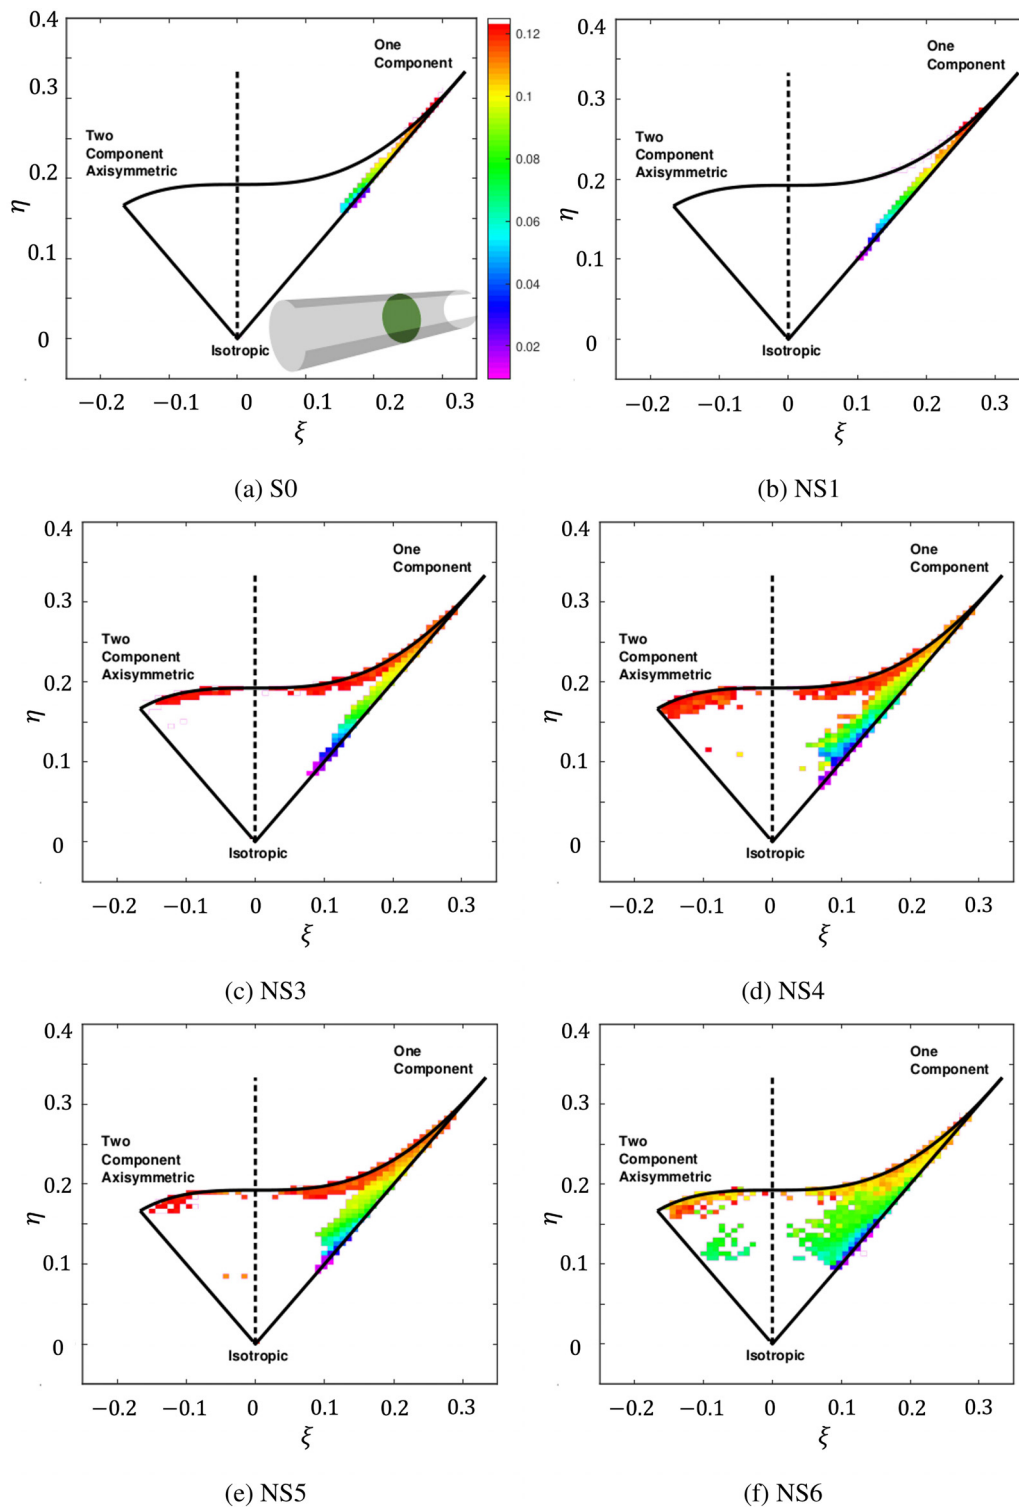 0.4
0.3
0.2
0.1
0
η
One
Component
Two
Component
Axisymmetric
Isotropic
0.12
0.1
0.08
0.06
0.04
0.02
−0.2 −0.1 0 0.1 0.2 0.3
ξ
(a) S0
0.4
0.3
0.2
0.1
0
η
One
Component
Two
Component
Axisymmetric
Isotropic
−0.2 −0.1 0 0.1 0.2 0.3
ξ
(b) NS1
0.4
0.3
0.2
0.1
0
η
One
Component
Two
Component
Axisymmetric
Isotropic
−0.2 −0.1 0 0.1 0.2 0.3
ξ
(c) NS3
0.4
0.3
0.2
0.1
0
η
One
Component
Two
Component
Axisymmetric
Isotropic
−0.2 −0.1 0 0.1 0.2 0.3
ξ
(d) NS4
0.4
0.3
0.2
0.1
0
η
One
Component
Two
Component
Axisymmetric
Isotropic
−0.2 −0.1 0 0.1 0.2 0.3
ξ
(e) NS5
0.4
0.3
0.2
0.1
0
η
One
Component
Two
Component
Axisymmetric
Isotropic
−0.2 −0.1 0 0.1 0.2 0.3
ξ
(f) NS6